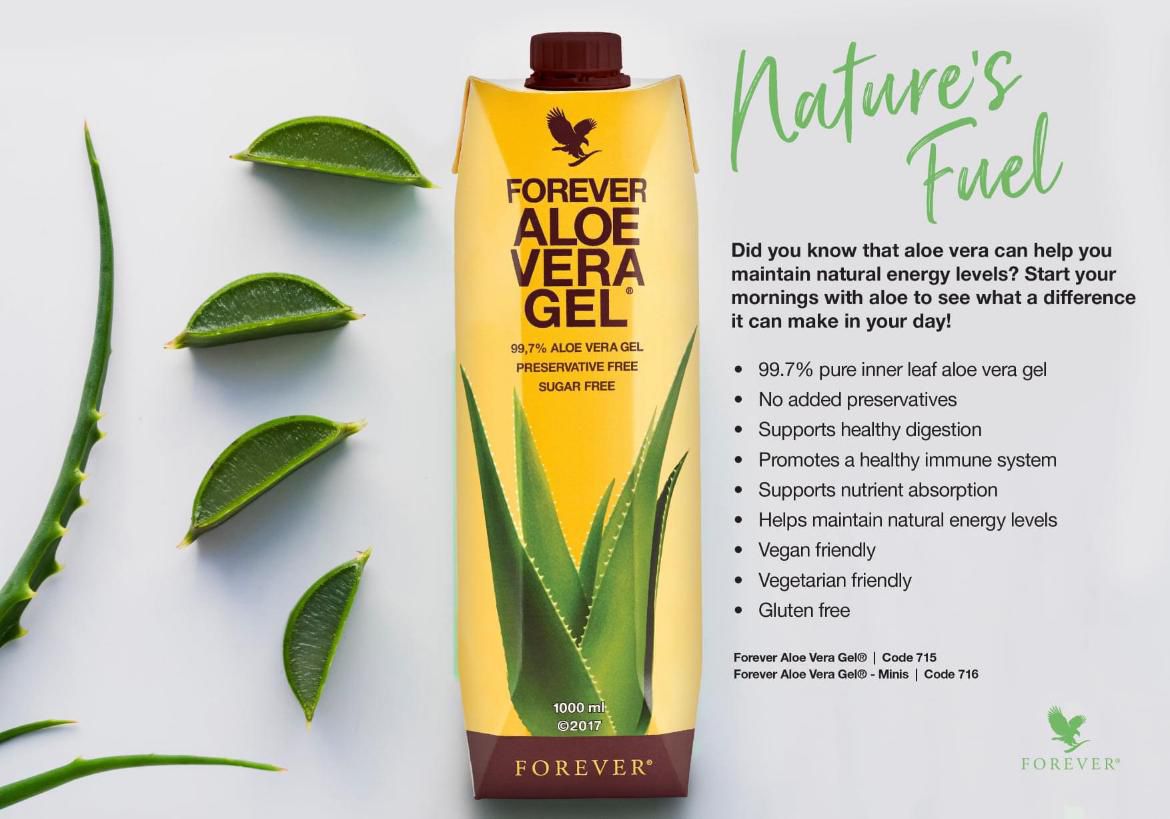 FOREVER
ALOE
VERA
GEL®
99,7% ALOE VERA GEL
PRESERVATIVE FREE
SUGAR FREE
1000 ml
©2017
FOREVER®
Nature's
Fuel
Did you know that aloe vera can help you
maintain natural energy levels? Start your
mornings with aloe to see what a difference
it can make in your day!
• 99.7% pure inner leaf aloe vera gel
• No added preservatives
• Supports healthy digestion
• Promotes a healthy immune system
• Supports nutrient absorption
• Helps maintain natural energy levels
• Vegan friendly
• Vegetarian friendly
• Gluten free
Forever Aloe Vera Gel® | Code 715
Forever Aloe Vera Gel® - Minis | Code 716
FOREVER®